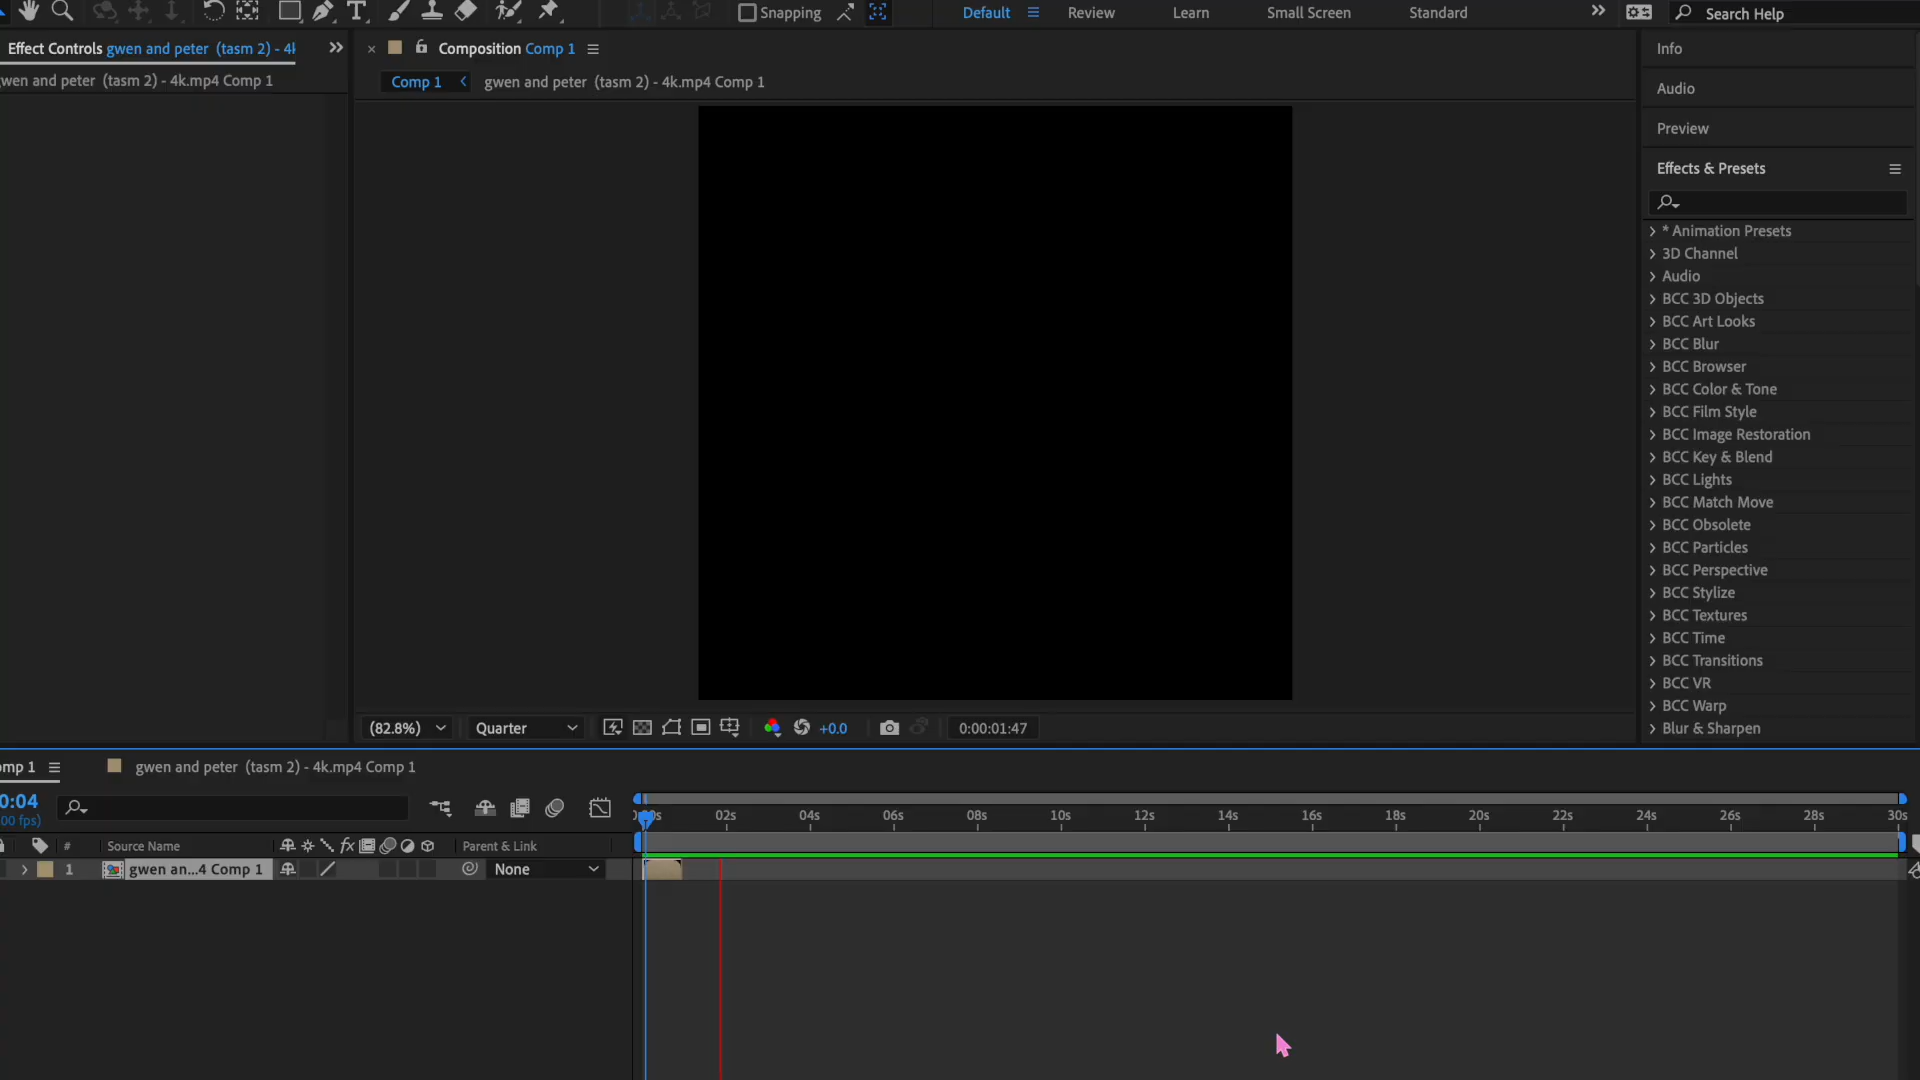 Snapping
Default
Review
Learn
Small Screen
Standard
Search Help
Effect Controls gwen and peter (tasm 2) - 4k
Composition Comp 1
Info
wen and peter (tasm 2) - 4k.mp4 Comp 1
Comp 1
gwen and peter (tasm 2) - 4k.mp4 Comp 1
Audio
Preview
Effects & Presets
* Animation Presets
3D Channel
Audio
BCC 3D Objects
BCC Art Looks
BCC Blur
BCC Browser
BCC Color & Tone
BCC Film Style
BCC Image Restoration
BCC Key & Blend
BCC Lights
BCC Match Move
BCC Obsolete
BCC Particles
BCC Perspective
BCC Stylize
BCC Textures
BCC Time
BCC Transitions
BCC VR
BCC Warp
Blur & Sharpen
(82.8%)
Quarter
+0.0
0:00:01:47
mp 1
gwen and peter (tasm 2) - 4k.mp4 Comp 1
0:04
00 fps)
02s
04s
06s
08s
10s
12s
14s
16s
18s
20s
22s
24s
26s
28s
30s
#
Source Name
fx
Parent & Link
1
gwen an...4 Comp 1
None